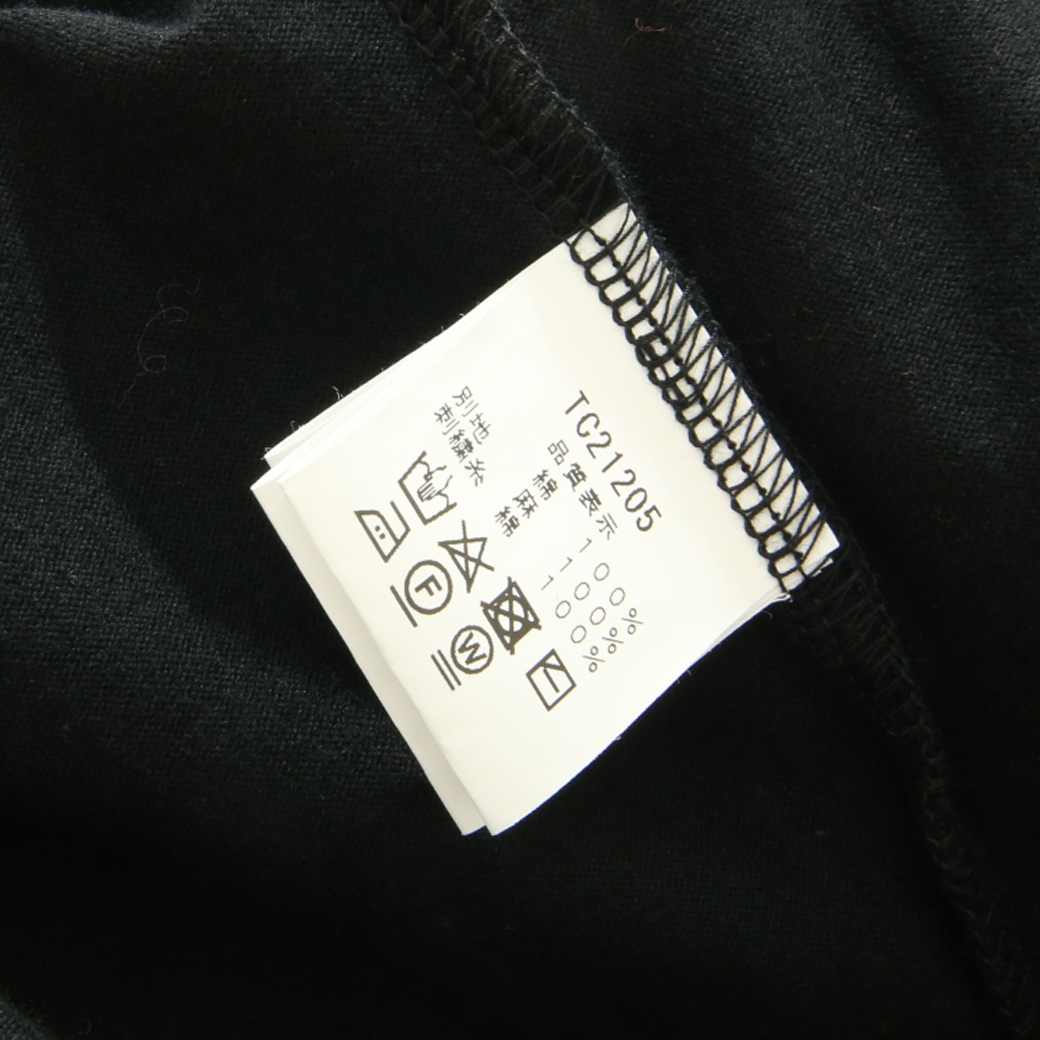 TC21205
品質表示
綿 100%
別地 麻 100%
刺繍糸 綿 100%
F
W